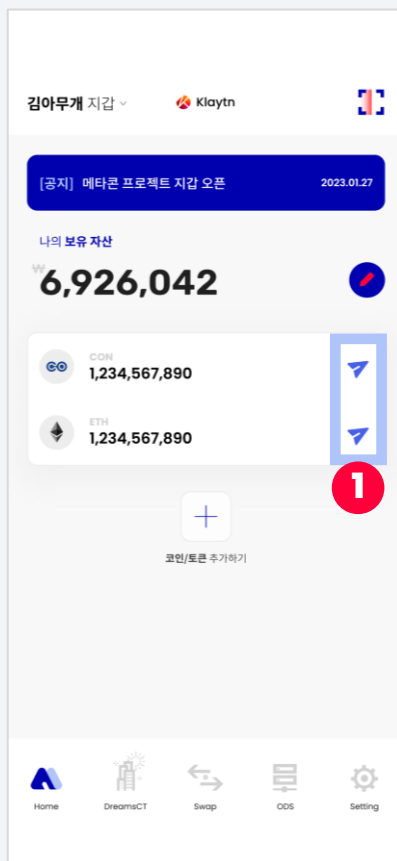 김아무개 지갑
Klaytn
[공지] 메타콘 프로젝트 지갑 오픈 2023.01.27
나의 보유 자산
₩6,926,042
CON
1,234,567,890
ETH
1,234,567,890
1
코인/토큰 추가하기
Home DreamsCT Swap ODS Setting